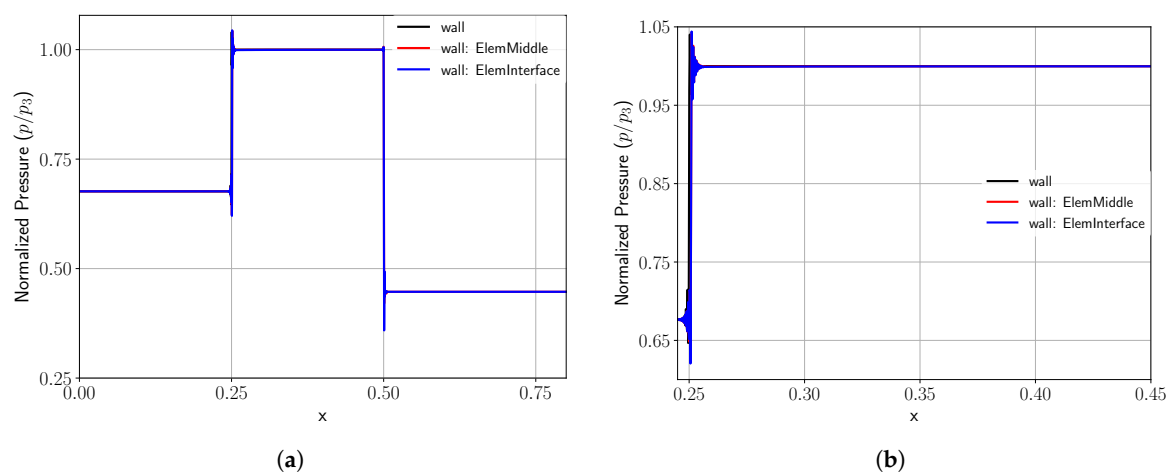 1.00
0.75
0.50
0.25
Normalized Pressure (p/p₃)
0.00 0.25 0.50 0.75
x
wall
wall: ElemMiddle
wall: ElemInterface
(a)
1.05
0.95
0.85
0.75
0.65
Normalized Pressure (p/p₃)
0.25 0.30 0.35 0.40 0.45
x
wall
wall: ElemMiddle
wall: ElemInterface
(b)